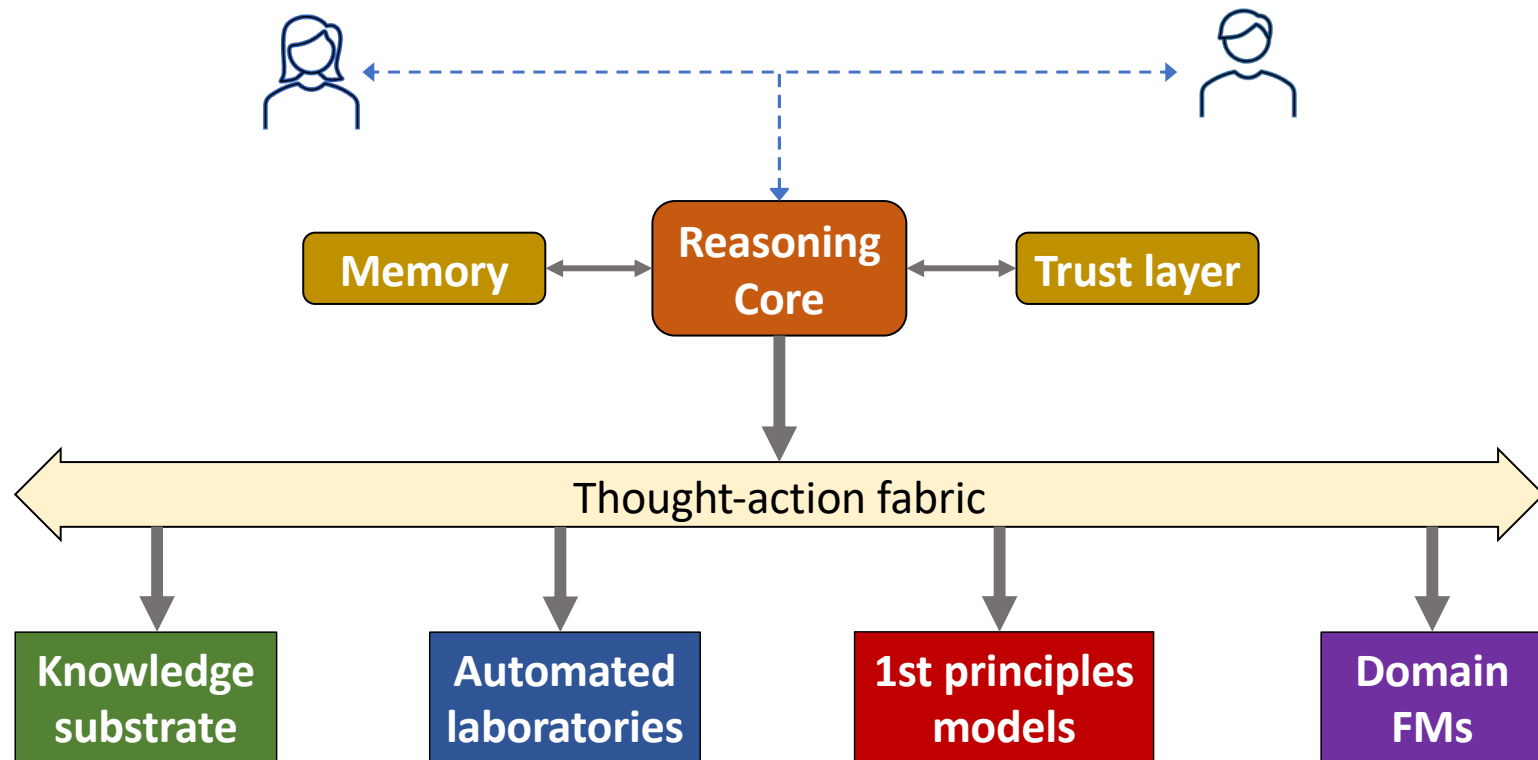 Memory
Reasoning
Core
Trust layer
Thought-action fabric
Knowledge
substrate
Automated
laboratories
1st principles
models
Domain
FMs